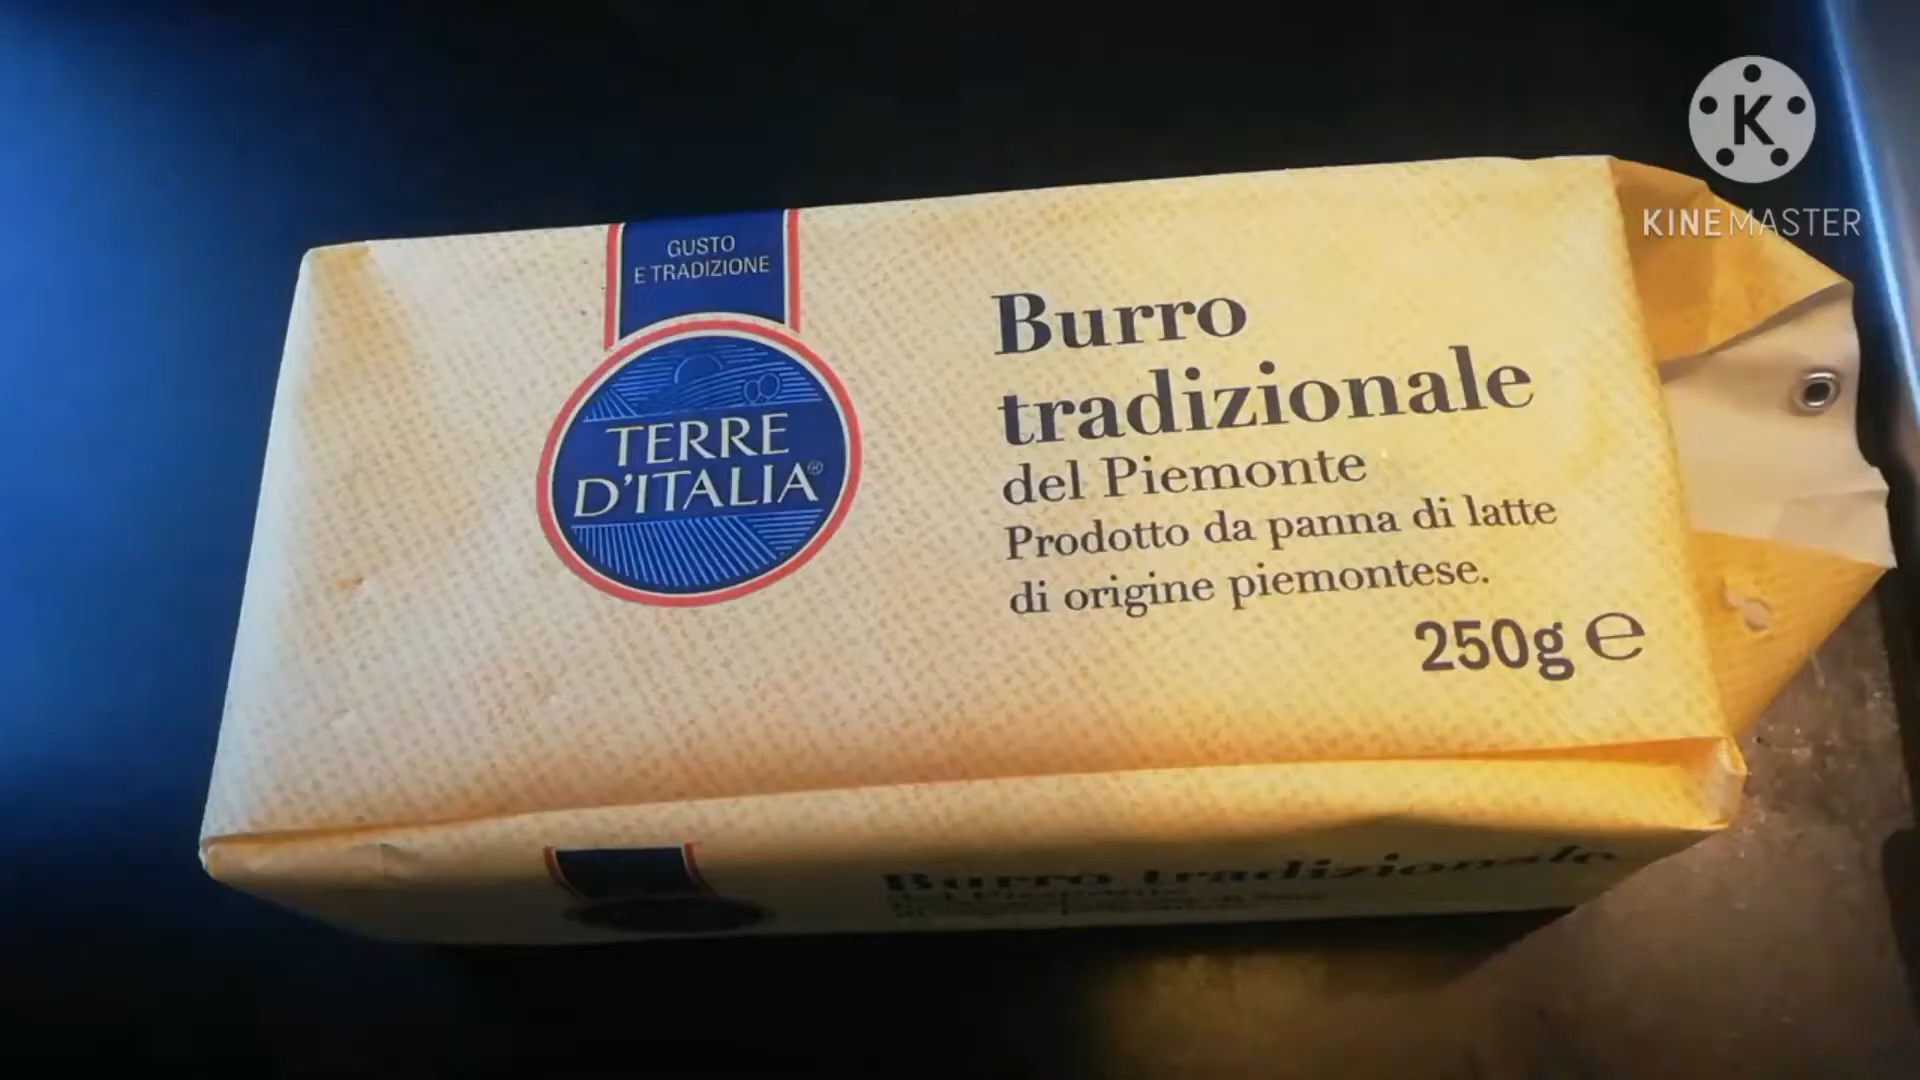 K
KINEMASTER
GUSTO
E TRADIZIONE
TERRE
D'ITALIA®
Burro
tradizionale
del Piemonte
Prodotto da panna di latte
di origine piemontese.
250g ℮
Burro tradizionale